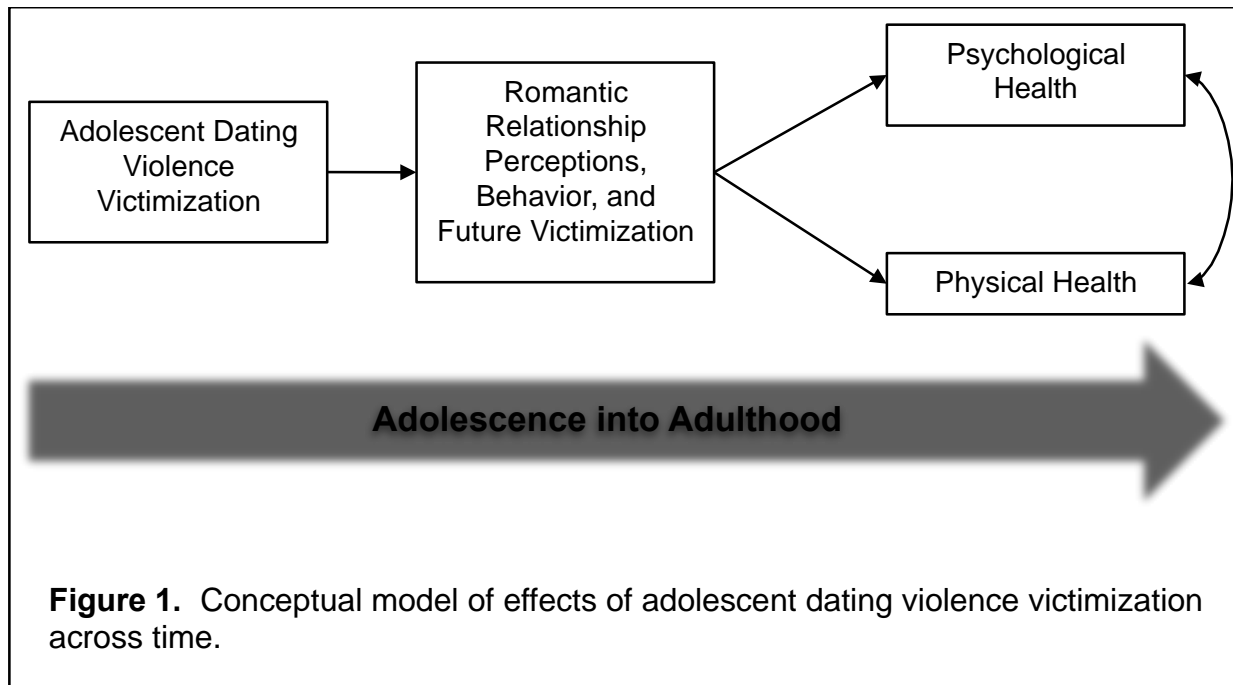 Adolescent Dating
Violence
Victimization
Romantic
Relationship
Perceptions,
Behavior, and
Future Victimization
Psychological
Health
Physical Health
Adolescence into Adulthood
Figure 1.  Conceptual model of effects of adolescent dating violence victimization
across time.